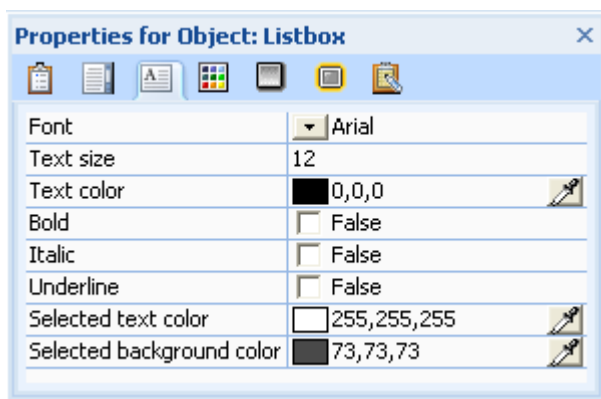 Properties for Object: Listbox
Font Arial
Text size 12
Text color 0,0,0
Bold False
Italic False
Underline False
Selected text color 255,255,255
Selected background color 73,73,73